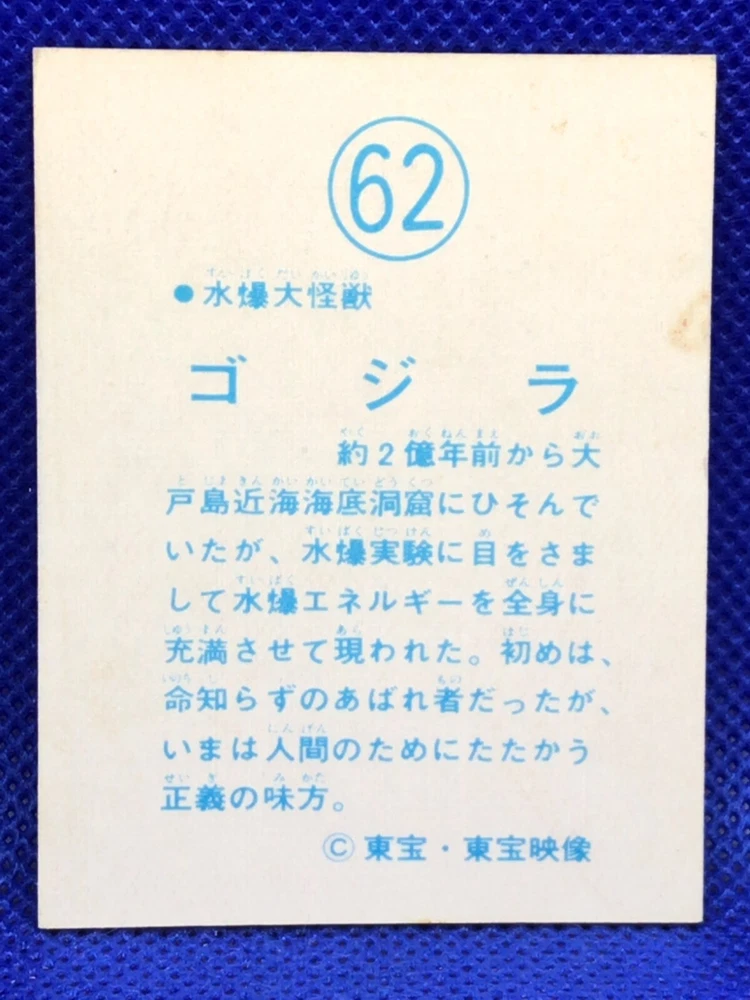 62
●水爆大怪獣
ゴジラ
約2億年前から大
戸島近海海底洞窟にひそんで
いたが、水爆実験に目をさま
して水爆エネルギーを全身に
充満させて現われた。初めは、
命知らずのあばれ者だったが、
いまは人間のためにたたかう
正義の味方。
©東宝・東宝映像